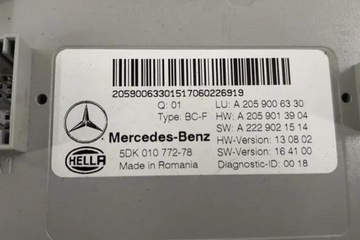 20590063301517060226919
Q: 01 LU: A 205 900 63 30
Type: BC-F HW: A 205 901 39 04
SW: A 222 902 15 14
Mercedes-Benz HW-Version: 13 08 02
HELLA 5DK 010 772-78 SW-Version: 16 41 00
Made in Romania Diagnostic-ID: 00 18